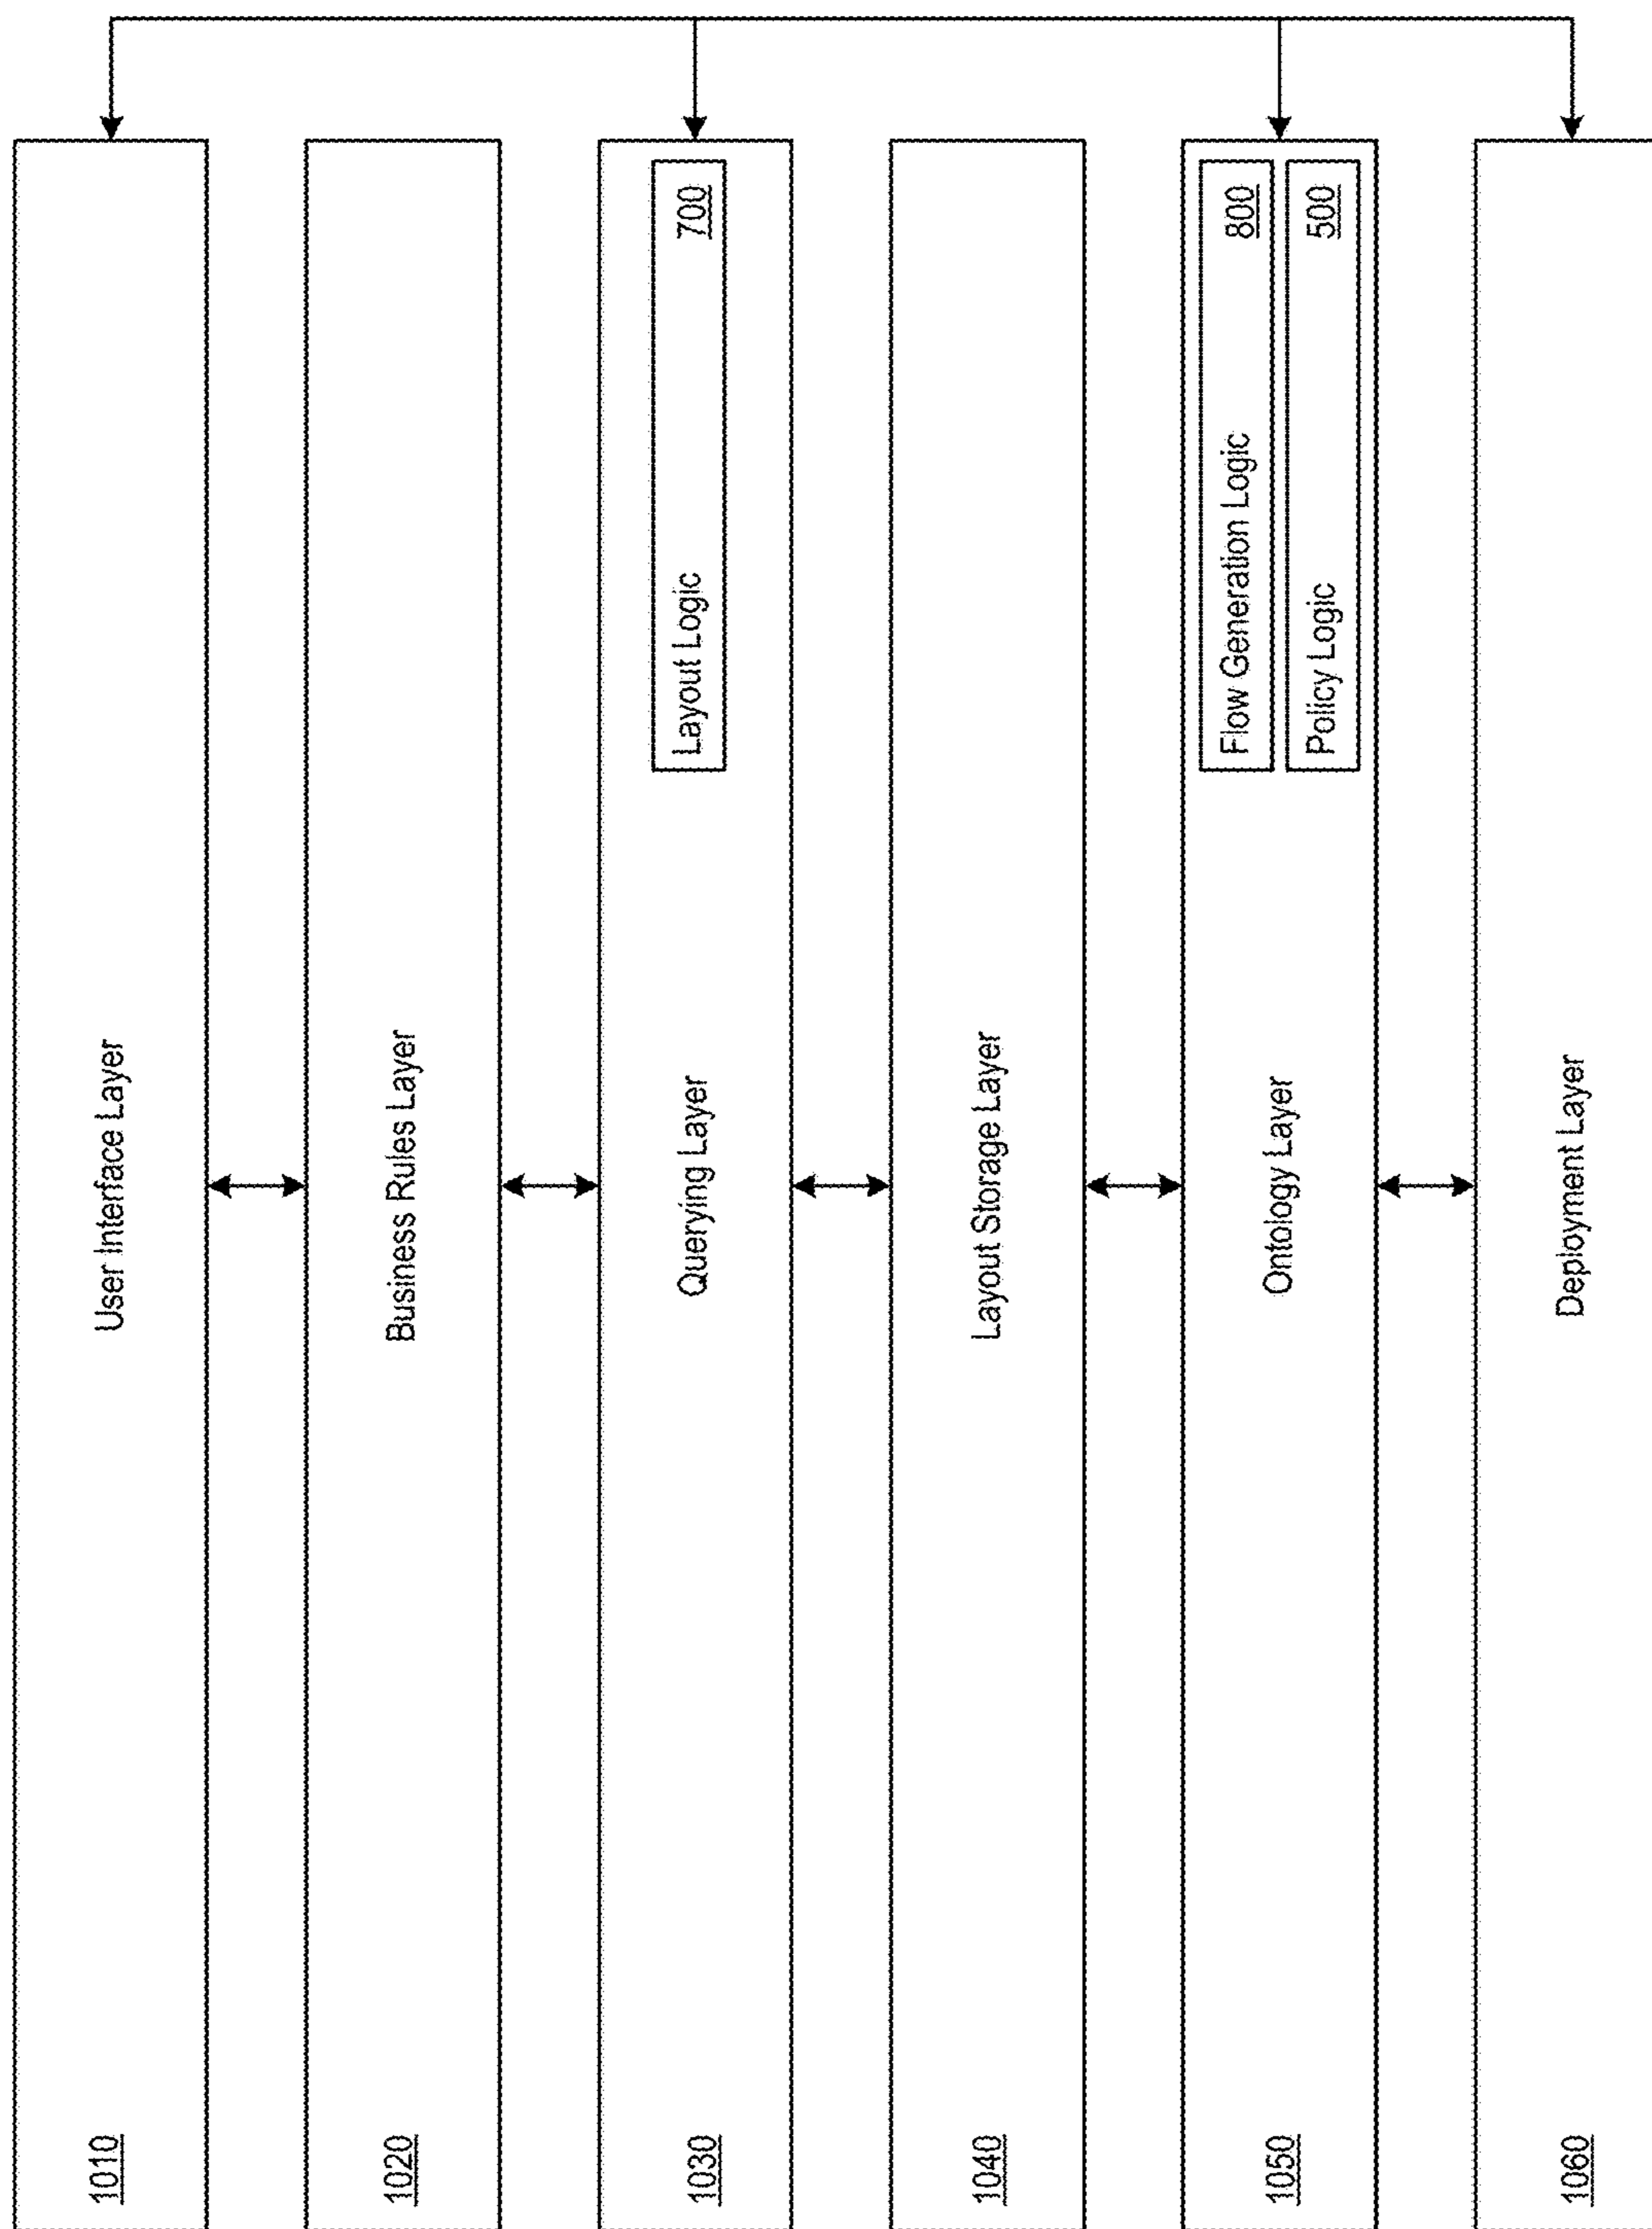 1010
User Interface Layer
1020
Business Rules Layer
1030
Querying Layer
Layout Logic
700
1040
Layout Storage Layer
1050
Ontology Layer
Flow Generation Logic
800
Policy Logic
500
1060
Deployment Layer